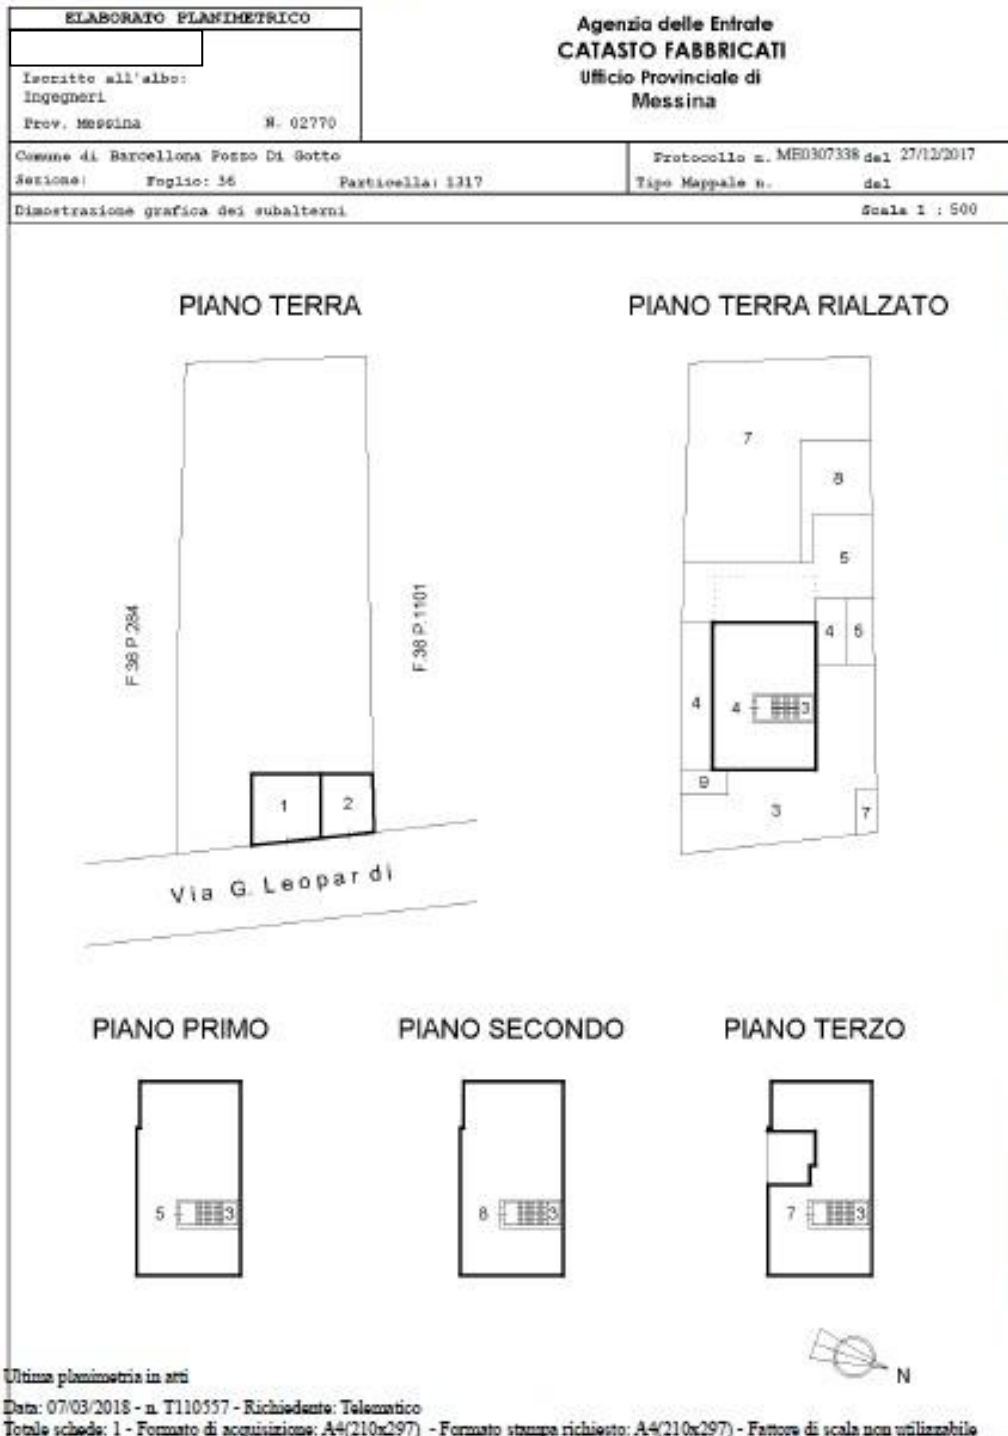 ELABORATO PLANIMETRICO
Iscritto all'albo:
Ingegneri
Prov. Messina N. 02770
Agenzia delle Entrate
CATASTO FABBRICATI
Ufficio Provinciale di
Messina
Comune di Barcellona Pozzo Di Gotto
Sezione: Foglio: 36 Particella: 1317
Protocollo n. ME0307338 del 27/12/2017
Tipo Mappale n. del
Dimostrazione grafica dei subalterni Scala 1 : 500
PIANO TERRA
F.36 P.284
F.36 P.1101
1 2
Via G. Leopardi
PIANO TERRA RIALZATO
7
8
5
4 6
4 4 3
9
3 7
PIANO PRIMO
5 3
PIANO SECONDO
3
PIANO TERZO
7 3
N
Ultima planimetria in atti
Data: 07/03/2018 - n. T110557 - Richiedente: Telematico
Totale schede: 1 - Formato di acquisizione: A4(210x297) - Formato stampa richiesto: A4(210x297) - Fattore di scala non utilizzabile